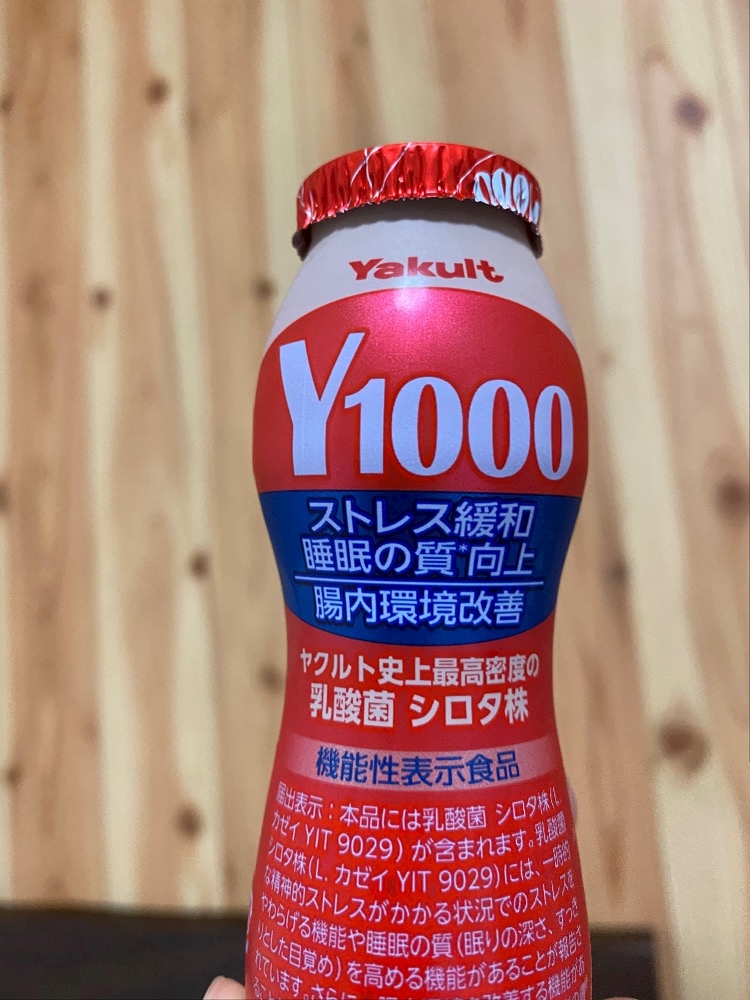 1000
Yakult
Y1000
ストレス緩和
睡眠の質*向上
腸内環境改善
ヤクルト史上最高密度の
乳酸菌 シロタ株
機能性表示食品
届出表示：本品には乳酸菌 シロタ株(L.
カゼイ YIT 9029) が含まれます。乳酸菌
シロタ株(L. カゼイ YIT 9029)には、一時的
な精神的ストレスがかかる状況でのストレスを
やわらげる機能や睡眠の質(眠りの深さ、すっき
りとした目覚め)を高める機能があることが報告さ
れています。さらに、